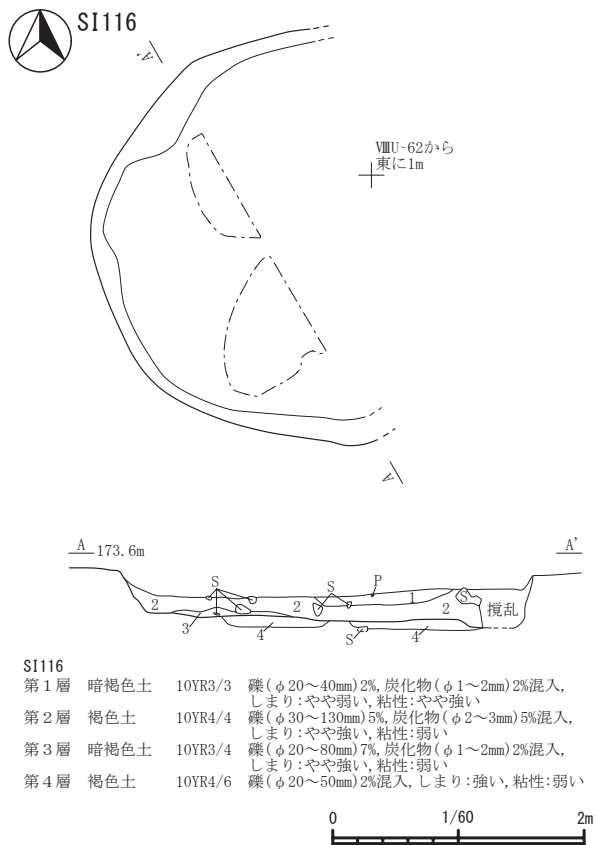 SI116
A'
ⅧU-62から
東に1m
A
A 173.6m A'
S S P S
1
2 2 2 撹乱
3 4 S 4
SI116
第1層 暗褐色土 10YR3/3 礫(φ20～40mm)2%,炭化物(φ1～2mm)2%混入,
しまり:やや弱い,粘性:やや強い
第2層 褐色土 10YR4/4 礫(φ30～130mm)5%,炭化物(φ2～3mm)5%混入,
しまり:やや強い,粘性:弱い
第3層 暗褐色土 10YR3/4 礫(φ20～80mm)7%,炭化物(φ1～2mm)2%混入,
しまり:やや強い,粘性:弱い
第4層 褐色土 10YR4/6 礫(φ20～50mm)2%混入,しまり:強い,粘性:弱い
0 1/60 2m